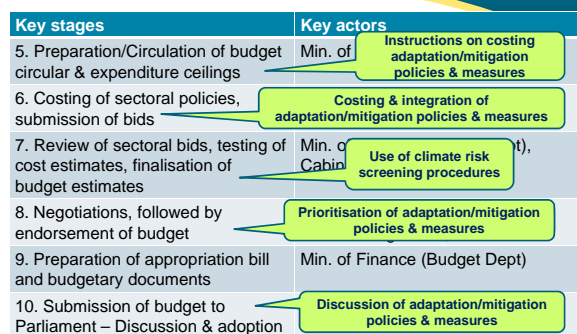 Key stages
Key actors
5. Preparation/Circulation of budget
circular & expenditure ceilings
Min. of
Instructions on costing
adaptation/mitigation
policies & measures
6. Costing of sectoral policies,
submission of bids
Costing & integration of
adaptation/mitigation policies & measures
7. Review of sectoral bids, testing of
cost estimates, finalisation of
budget estimates
Min. of
Use of climate risk
screening procedures
8. Negotiations, followed by
endorsement of budget
Prioritisation of adaptation/mitigation
policies & measures
9. Preparation of appropriation bill
and budgetary documents
Min. of Finance (Budget Dept)
10. Submission of budget to
Parliament – Discussion & adoption
Discussion of adaptation/mitigation
policies & measures